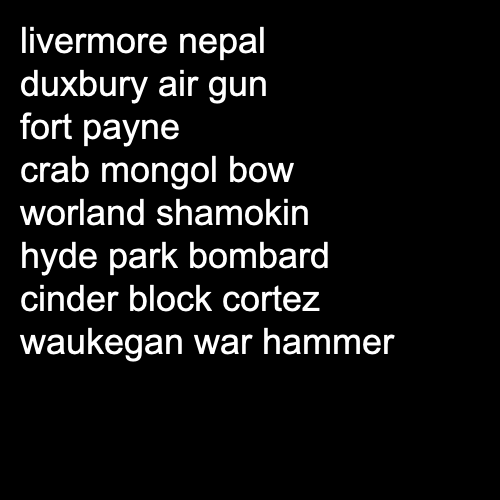 livermore nepal
duxbury air gun
fort payne
crab mongol bow
worland shamokin
hyde park bombard
cinder block cortez
waukegan war hammer